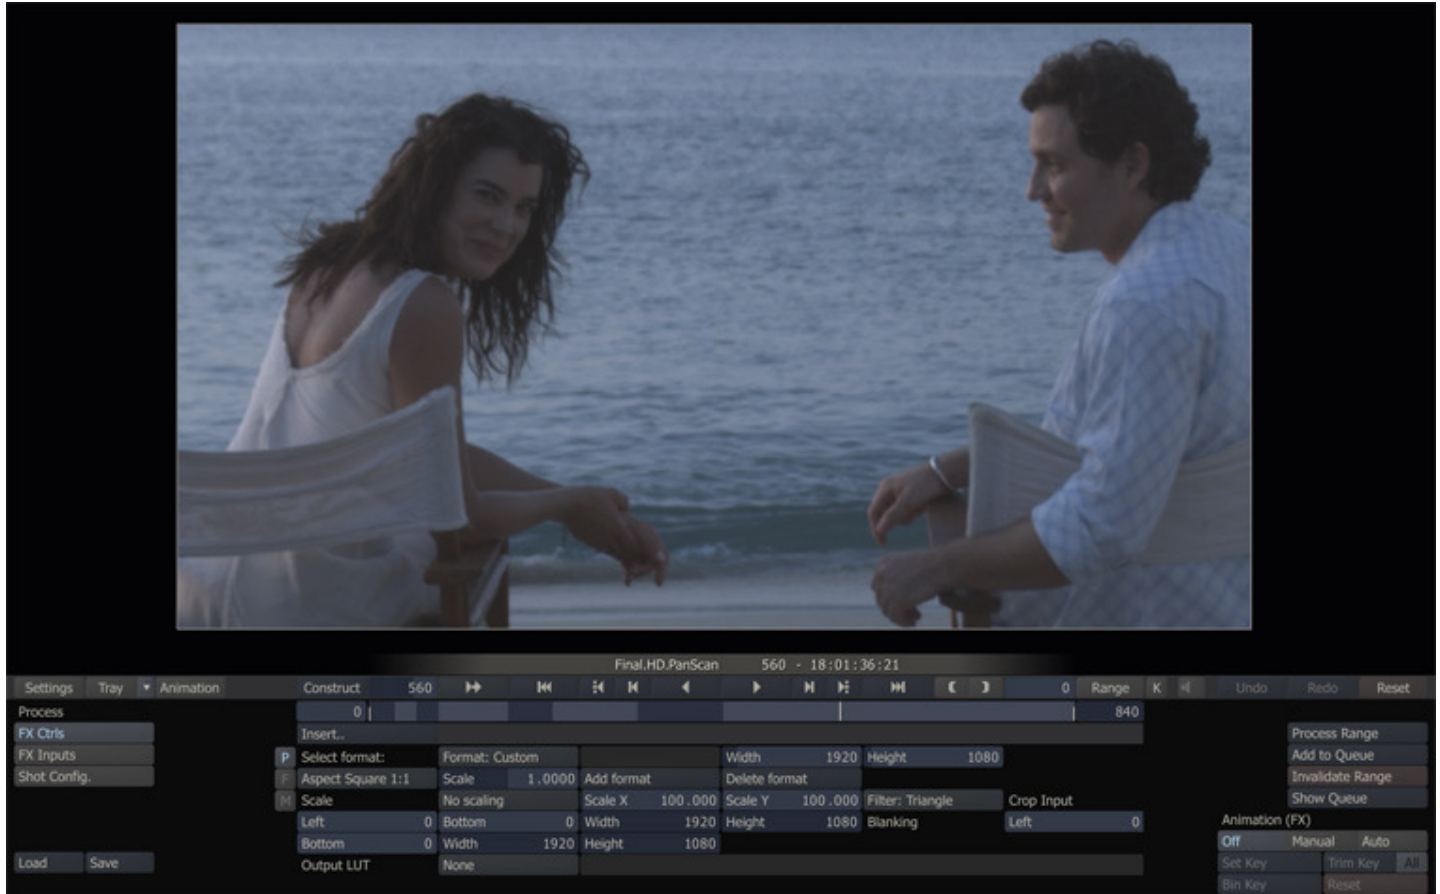 Final.HD.PanScan 560 - 18:01:36:21
Settings Tray Animation Construct 560 0 Range K Undo Redo Reset
Process 0 840
FX Ctrls Insert.. Process Range
FX Inputs P Select format: Format: Custom Width 1920 Height 1080 Add to Queue
Shot Config. F Aspect Square 1:1 Scale 1.0000 Add format Delete format Invalidate Range
M Scale No scaling Scale X 100.000 Scale Y 100.000 Filter: Triangle Crop Input Show Queue
Left 0 Bottom 0 Width 1920 Height 1080 Blanking Left 0 Animation (FX)
Bottom 0 Width 1920 Height 1080 Off Manual Auto
Load Save Output LUT None Set Key Trim Key All
Bin Key Reset